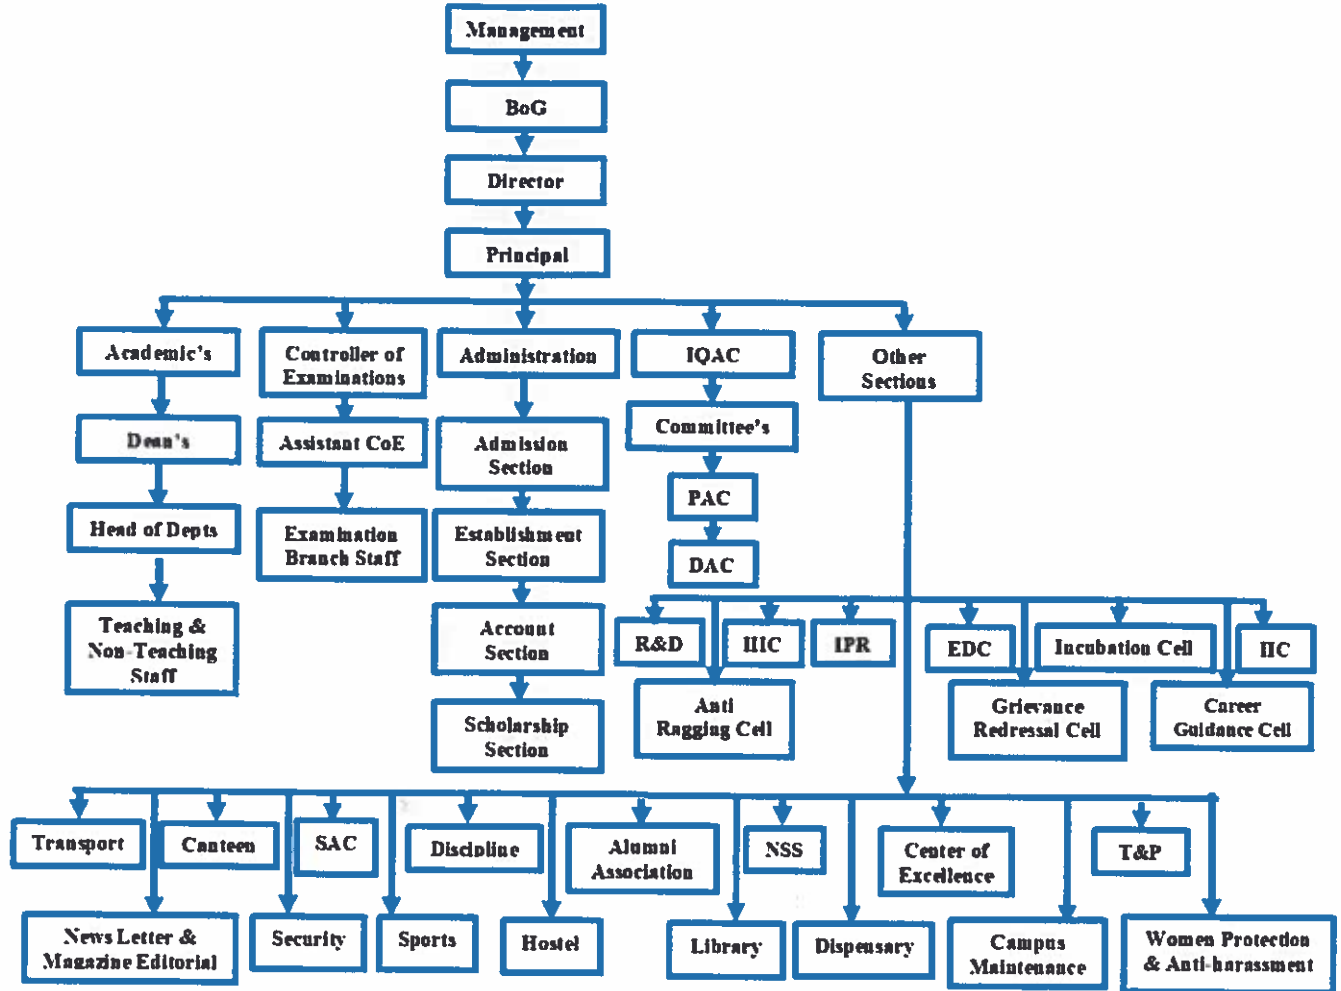 Management
BoG
Director
Principal
Academic's
Controller of
Examinations
Administration
IQAC
Other
Sections
Dean's
Assistant CoE
Admission
Section
Committee's
PAC
Head of Depts
Examination
Branch Staff
Establishment
Section
DAC
Teaching &
Non-Teaching
Staff
Account
Section
Scholarship
Section
R&D
IIIC
IPR
EDC
Incubation Cell
IIC
Anti
Ragging Cell
Grievance
Redressal Cell
Career
Guidance Cell
Transport
Canteen
SAC
Discipline
Alumni
Association
NSS
Center of
Excellence
T&P
News Letter &
Magazine Editorial
Security
Sports
Hostel
Library
Dispensary
Campus
Maintenance
Women Protection
& Anti-harassment